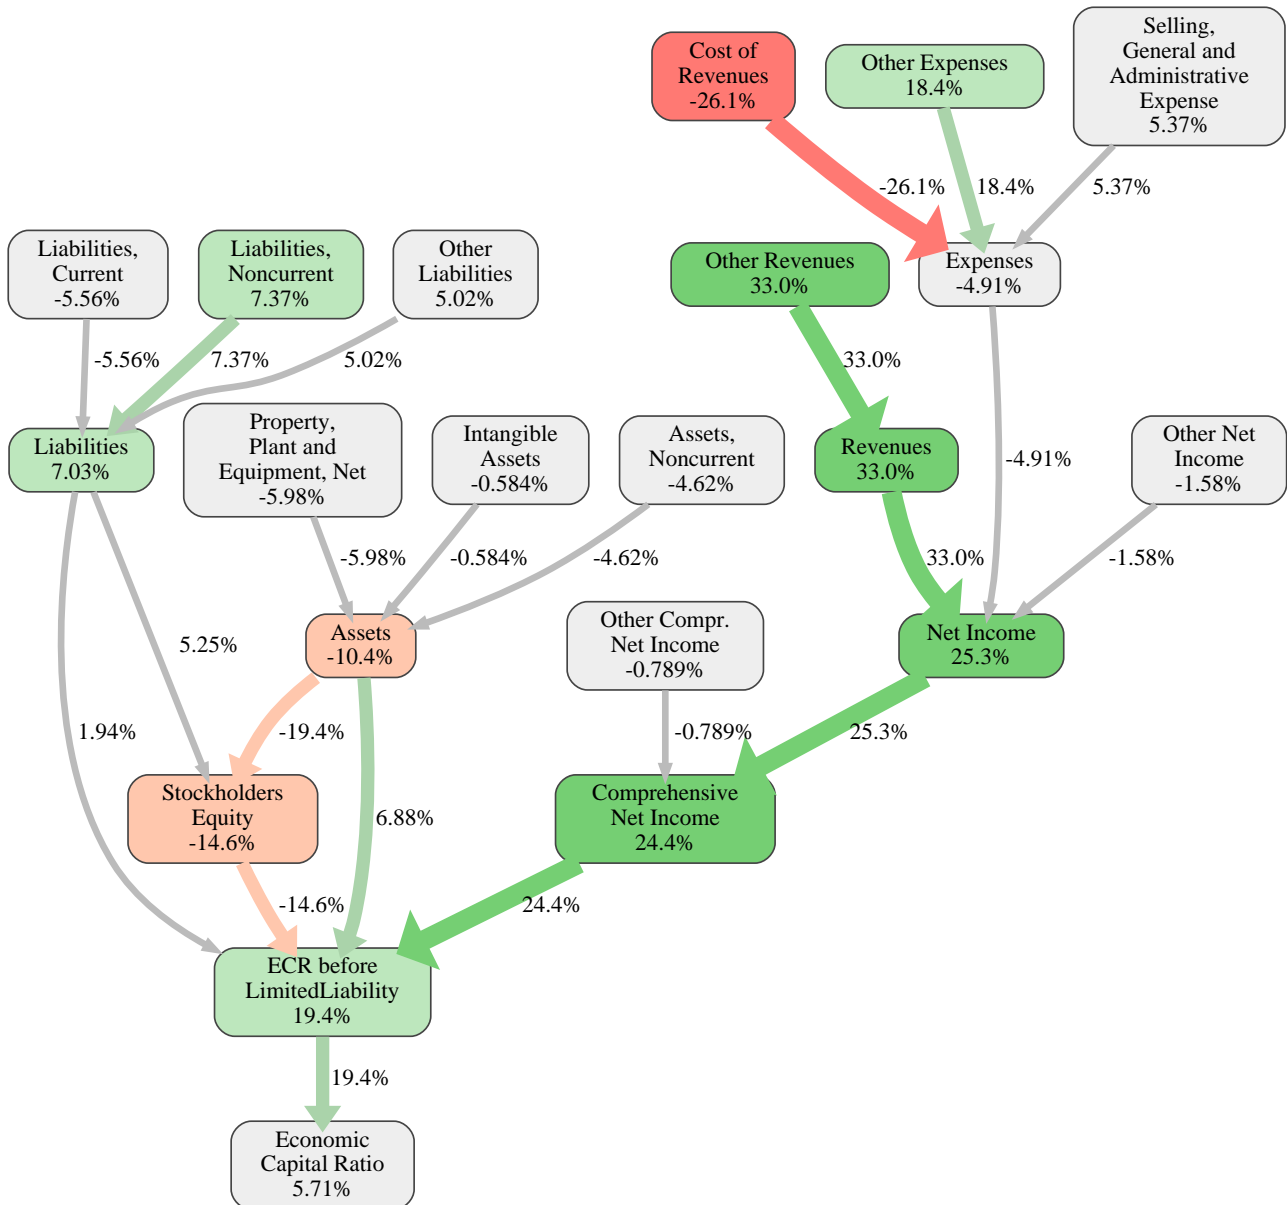 Cost of
Revenues
-26.1%
Other Expenses
18.4%
Selling,
General and
Administrative
Expense
5.37%
-26.1%
18.4%
5.37%
Liabilities,
Current
-5.56%
Liabilities,
Noncurrent
7.37%
Other
Liabilities
5.02%
Other Revenues
33.0%
Expenses
-4.91%
-5.56%
7.37%
5.02%
33.0%
Liabilities
7.03%
Property,
Plant and
Equipment, Net
-5.98%
Intangible
Assets
-0.584%
Assets,
Noncurrent
-4.62%
Revenues
33.0%
-4.91%
Other Net
Income
-1.58%
-5.98%
-0.584%
-4.62%
33.0%
-1.58%
5.25%
Assets
-10.4%
Other Compr.
Net Income
-0.789%
Net Income
25.3%
1.94%
-19.4%
-0.789%
25.3%
Stockholders
Equity
-14.6%
6.88%
Comprehensive
Net Income
24.4%
-14.6%
24.4%
ECR before
LimitedLiability
19.4%
19.4%
Economic
Capital Ratio
5.71%